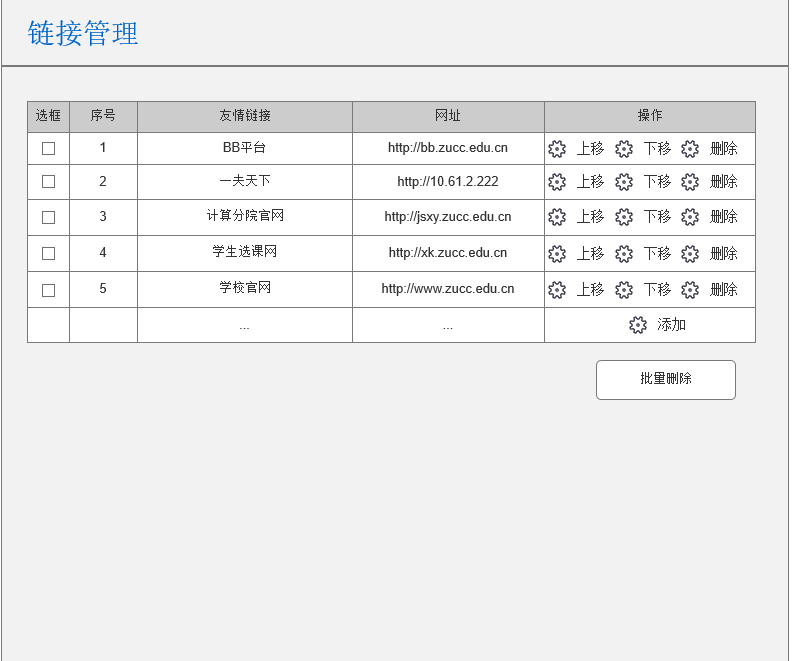 链接管理
选框 序号 友情链接 网址 操作
1 BB平台 http://bb.zucc.edu.cn 上移 下移 删除
2 一夫天下 http://10.61.2.222 上移 下移 删除
3 计算分院官网 http://jsxy.zucc.edu.cn 上移 下移 删除
4 学生选课网 http://xk.zucc.edu.cn 上移 下移 删除
5 学校官网 http://www.zucc.edu.cn 上移 下移 删除
... ... 添加
批量删除